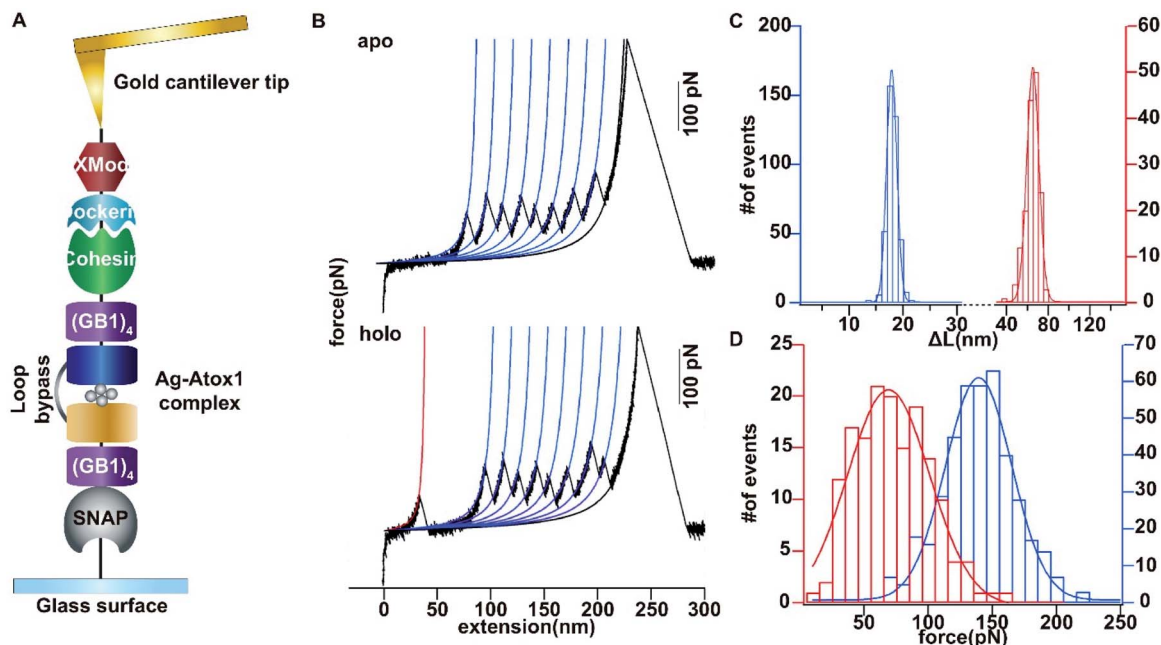 A
Gold cantilever tip
XMod
Dockerin
Cohesin
(GB1)4
Loop
bypass
Ag-Atox1
complex
(GB1)4
SNAP
Glass surface
B
apo
100 pN
force(pN)
holo
100 pN
0 50 100 150 200 250 300
extension(nm)
C
200
150
100
50
0
#of events
60
50
40
30
20
10
0
#of events
10 20 30 40 80 120
ΔL(nm)
D
25
20
15
10
5
0
#of events
70
60
50
40
30
20
10
0
#of events
50 100 150 200 250
force(pN)